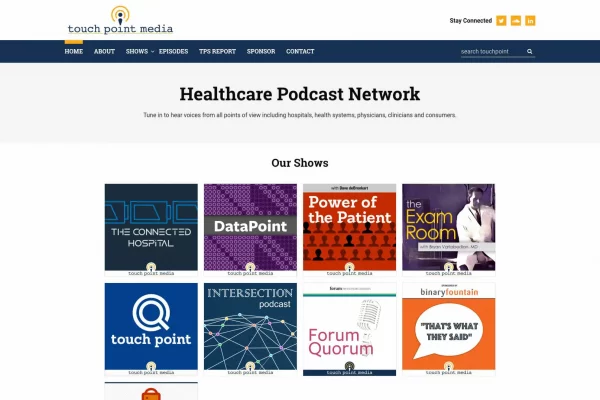 touch point media
Stay Connected
HOME ABOUT SHOWS EPISODES TPS REPORT SPONSOR CONTACT
search touchpoint
Healthcare Podcast Network
Tune in to hear voices from all points of view including hospitals, health systems, physicians, clinicians and consumers.
Our Shows
THE CONNECTED
HOSPITAL
touch point media
DataPoint
touch point media
with Dave deBronkart
Power of
the Patient
touch point media
the
Exam
Room
with Bryan Vartabedian, MD
touch point media
touch point
touch point media
INTERSECTION
podcast
touch point media
forum
Forum
Quorum
touch point media
binaryfountain
"THAT'S WHAT
THEY SAID"
touch point media